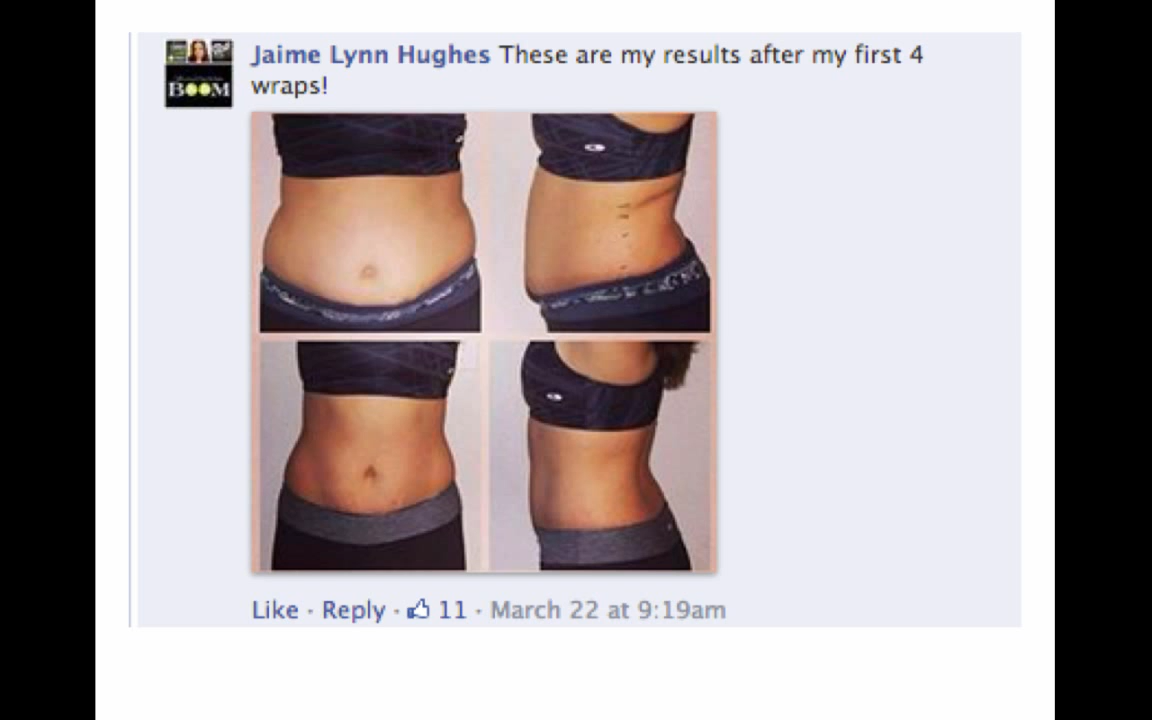 Jaime Lynn Hughes These are my results after my first 4
wraps!
BOOM
Like · Reply · 11 · March 22 at 9:19am